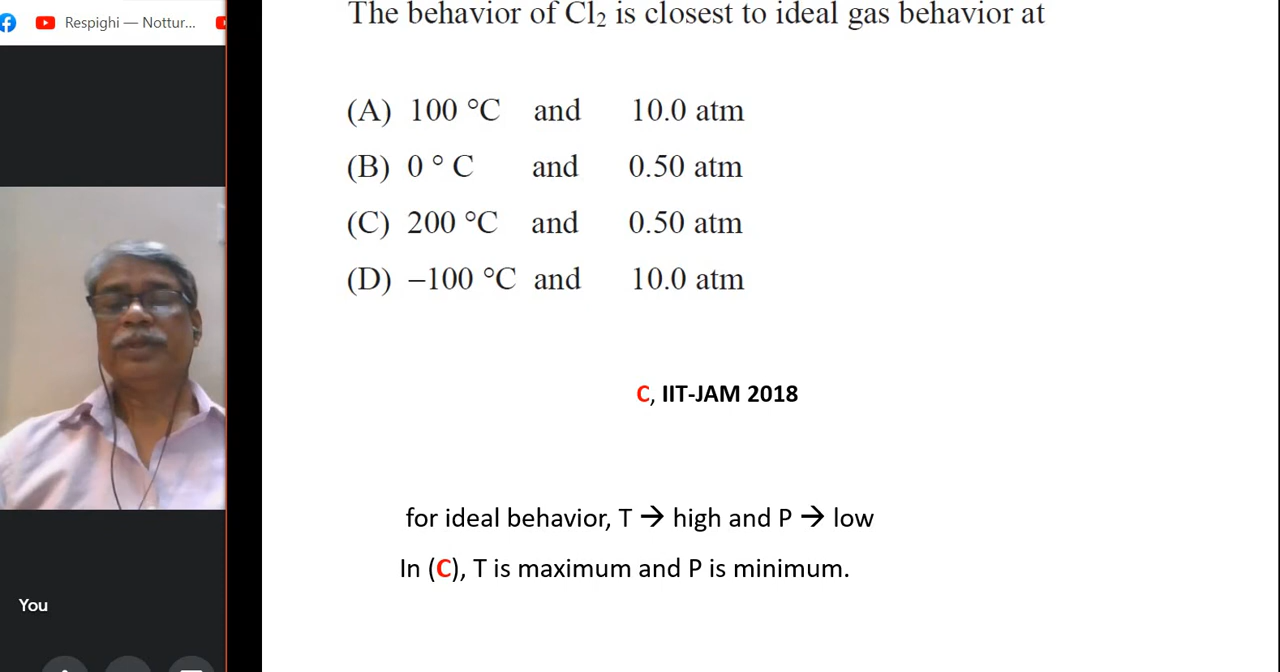 Respighi — Nottur...
The behavior of Cl₂ is closest to ideal gas behavior at
(A) 100 °C and 10.0 atm
(B) 0 ° C and 0.50 atm
(C) 200 °C and 0.50 atm
(D) –100 °C and 10.0 atm
C, IIT-JAM 2018
for ideal behavior, T → high and P → low
In (C), T is maximum and P is minimum.
You